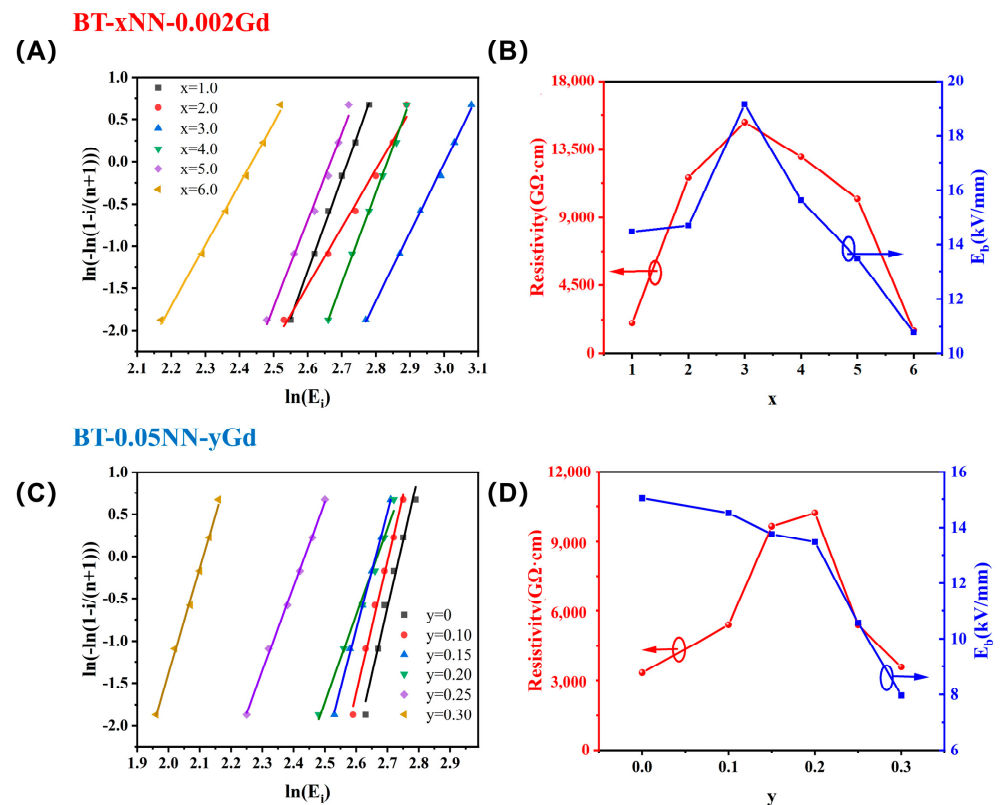 BT-xNN-0.002Gd
(A)
1.0
0.5
0.0
-0.5
-1.0
-1.5
-2.0
ln(-ln(1-i/(n+1)))
x=1.0
x=2.0
x=3.0
x=4.0
x=5.0
x=6.0
2.1 2.2 2.3 2.4 2.5 2.6 2.7 2.8 2.9 3.0 3.1
ln(Ei)
(B)
18,000
13,500
9,000
4,500
0
Resistivity(GΩ·cm)
20
18
16
14
12
10
Eb(kV/mm)
1 2 3 4 5 6
x
BT-0.05NN-yGd
(C)
1.0
0.5
0.0
-0.5
-1.0
-1.5
-2.0
ln(-ln(1-i/(n+1)))
y=0
y=0.10
y=0.15
y=0.20
y=0.25
y=0.30
1.9 2.0 2.1 2.2 2.3 2.4 2.5 2.6 2.7 2.8 2.9
ln(Ei)
(D)
12,000
9,000
6,000
3,000
0
Resistivity(GΩ·cm)
16
14
12
10
8
6
Eb(kV/mm)
0.0 0.1 0.2 0.3
y